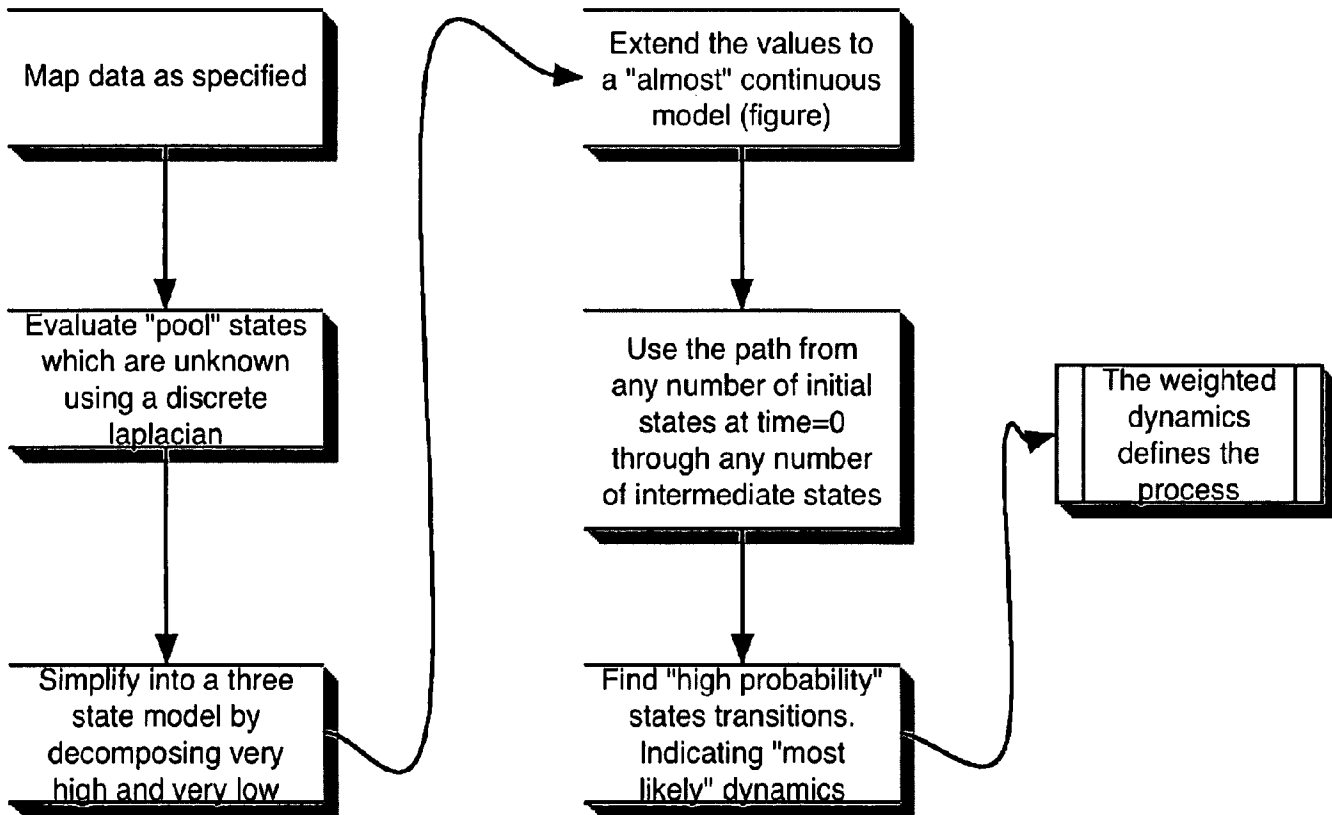 Map data as specified
Evaluate "pool" states
which are unknown
using a discrete
laplacian
Simplify into a three
state model by
decomposing very
high and very low
Extend the values to
a "almost" continuous
model (figure)
Use the path from
any number of initial
states at time=0
through any number
of intermediate states
Find "high probability"
states transitions.
Indicating "most
likely" dynamics
The weighted
dynamics
defines the
process